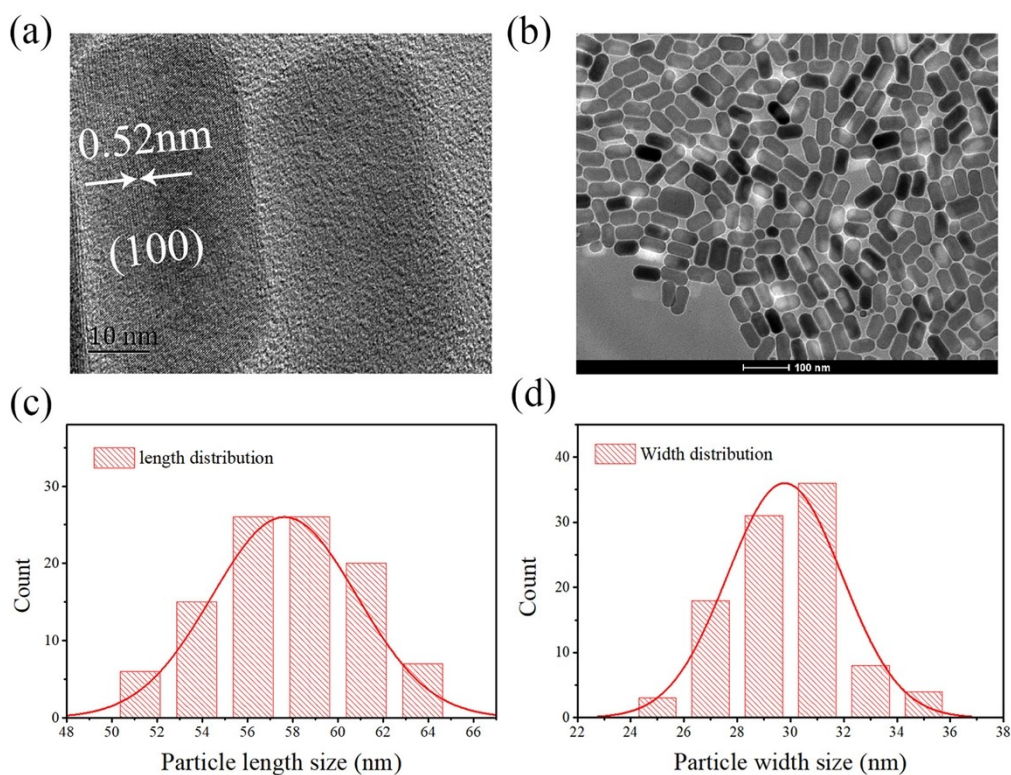 (a)
0.52nm
(100)
10 nm
(b)
100 nm
(c)
length distribution
Count
30
20
10
0
48 50 52 54 56 58 60 62 64 66
Particle length size (nm)
(d)
Width distribution
Count
40
30
20
10
0
22 24 26 28 30 32 34 36 38
Particle width size (nm)